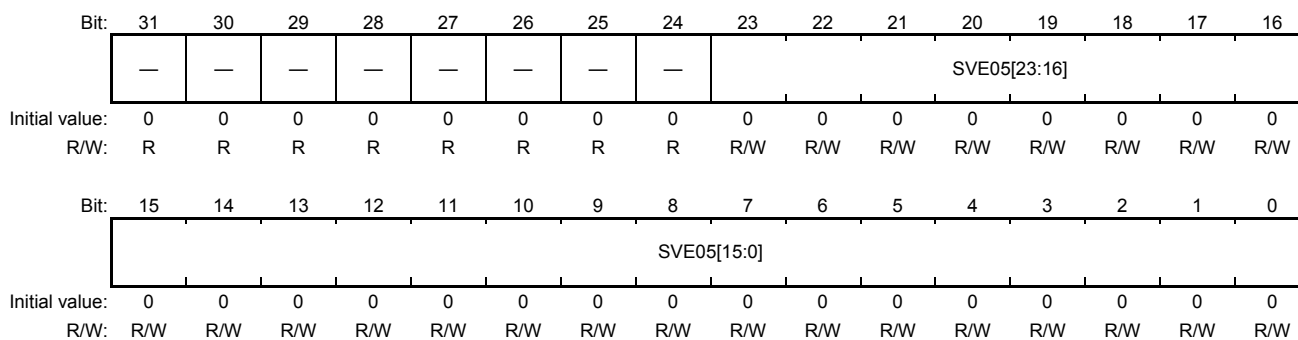 Bit: 31 30 29 28 27 26 25 24 23 22 21 20 19 18 17 16
— — — — — — — — SVE05[23:16]
Initial value: 0 0 0 0 0 0 0 0 0 0 0 0 0 0 0 0
R/W: R R R R R R R R R/W R/W R/W R/W R/W R/W R/W R/W
Bit: 15 14 13 12 11 10 9 8 7 6 5 4 3 2 1 0
SVE05[15:0]
Initial value: 0 0 0 0 0 0 0 0 0 0 0 0 0 0 0 0
R/W: R/W R/W R/W R/W R/W R/W R/W R/W R/W R/W R/W R/W R/W R/W R/W R/W